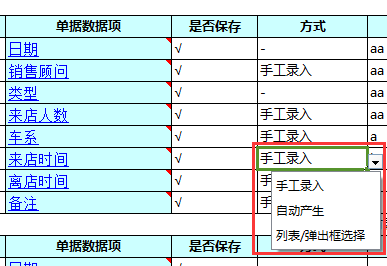 单据数据项 是否保存 方式
日期 √ - aa
销售顾问 √ 手工录入 aa
类型 √ - aa
来店人数 √ 手工录入 aa
车系 √ 手工录入 a
来店时间 √ 手工录入
离店时间 √ 手
备注 √ 手
手工录入
自动产生
列表/弹出框选择
单据数据项 是否保存
日期 √